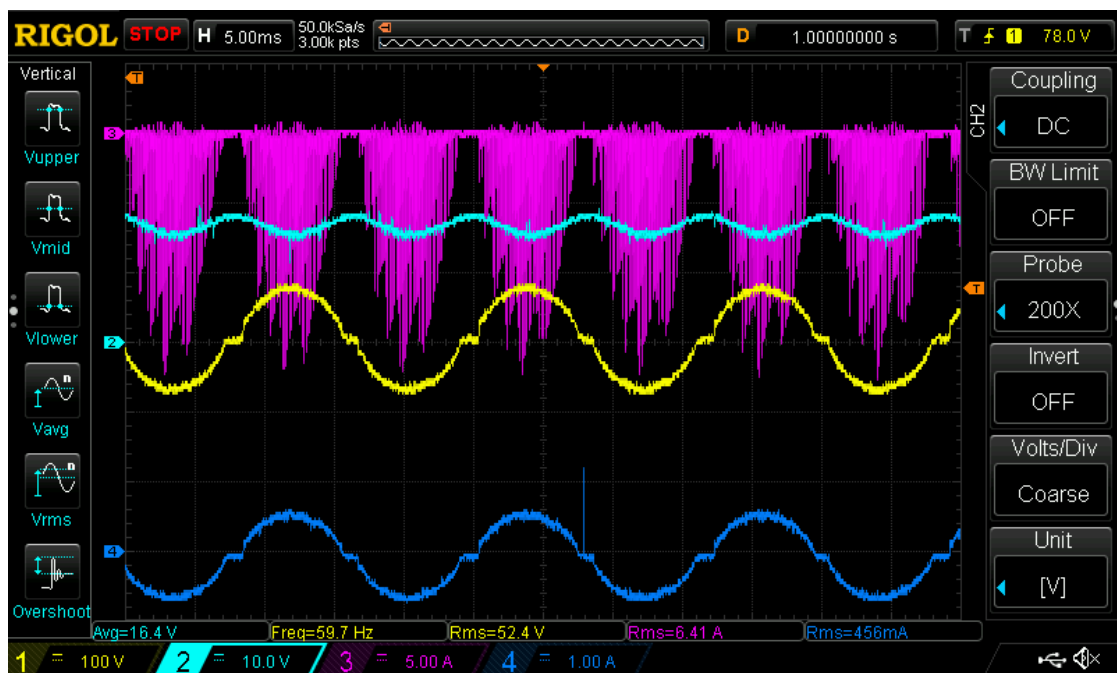 RIGOL STOP H 5.00ms 50.0kSa/s 3.00k pts D 1.00000000 s T 1 78.0 V
Vertical
Vupper
Vmid
Vlower
Vavg
n
Vrms
n
Overshoot
T
3
2
4
T
CH2
Coupling
DC
BW Limit
OFF
Probe
200X
Invert
OFF
Volts/Div
Coarse
Unit
[V]
Avg=16.4 V Freq=59.7 Hz Rms=52.4 V Rms=6.41 A Rms=456mA
1 = 100 V 2 = 10.0 V 3 = 5.00 A 4 = 1.00 A